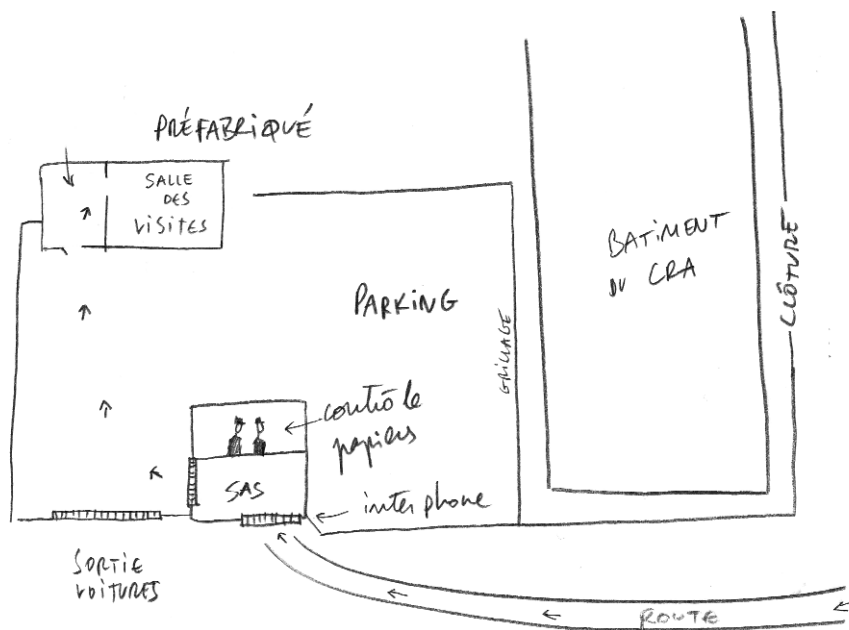 PRÉFABRIQUÉ
SALLE
DES
VISITES
BATIMENT
DU CRA
CLÔTURE
PARKING
GRILLAGE
contrôle
papiers
SAS
interphone
SORTIE
VOITURES
ROUTE